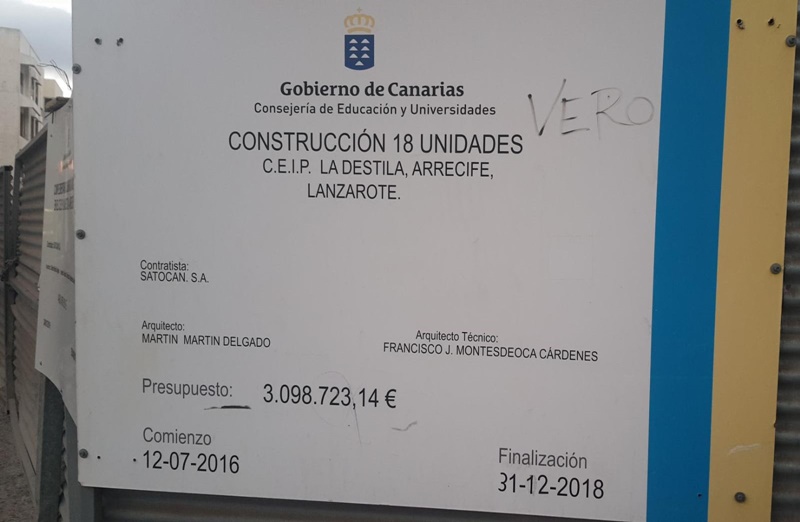 Gobierno de Canarias
Consejería de Educación y Universidades
VERO
CONSTRUCCIÓN 18 UNIDADES
C.E.I.P. LA DESTILA, ARRECIFE,
LANZAROTE.
Contratista:
SATOCAN. S.A.
Arquitecto:
MARTIN MARTIN DELGADO
Arquitecto Técnico:
FRANCISCO J. MONTESDEOCA CÁRDENES
Presupuesto: 3.098.723,14 €
Comienzo
12-07-2016
Finalización
31-12-2018